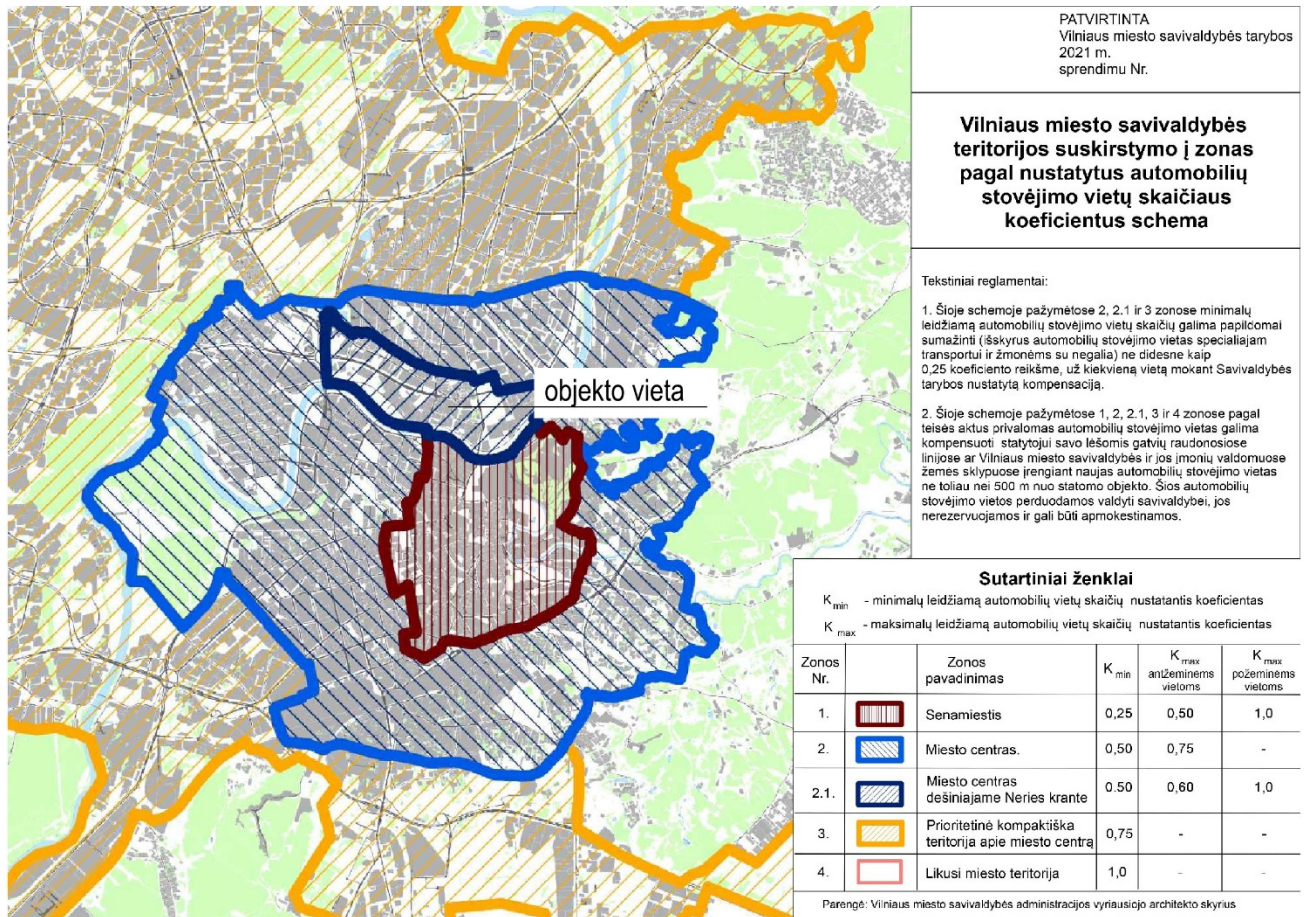 PATVIRTINTA
Vilniaus miesto savivaldybės tarybos
2021 m.
sprendimu Nr.
Vilniaus miesto savivaldybės
teritorijos suskirstymo į zonas
pagal nustatytus automobilių
stovėjimo vietų skaičiaus
koeficientus schema
Tekstiniai reglamentai:
1. Šioje schemoje pažymėtose 2, 2.1 ir 3 zonose minimalų
leidžiamą automobilių stovėjimo vietų skaičių galima papildomai
sumažinti (išskyrus automobilių stovėjimo vietas specialiajam
transportui ir žmonėms su negalia) ne didesne kaip
0,25 koeficiento reikšme, už kiekvieną vietą mokant Savivaldybės
tarybos nustatytą kompensaciją.
2. Šioje schemoje pažymėtose 1, 2, 2.1, 3 ir 4 zonose pagal
teisės aktus privalomas automobilių stovėjimo vietas galima
kompensuoti statytojui savo lėšomis gatvių raudonosiose
linijose ar Vilniaus miesto savivaldybės ir jos įmonių valdomuose
žemės sklypuose įrengiant naujas automobilių stovėjimo vietas
ne toliau nei 500 m nuo statomo objekto. Šios automobilių
stovėjimo vietos perduodamos valdyti savivaldybei, jos
nerezervuojamos ir gali būti apmokestinamos.
objekto vieta
Sutartiniai ženklai
K min - minimalų leidžiamą automobilių vietų skaičių nustatantis koeficientas
K max - maksimalų leidžiamą automobilių vietų skaičių nustatantis koeficientas
Zonos Nr. Zonos pavadinimas K min K max antžeminėms vietoms K max požeminėms vietoms
1. Senamiestis 0,25 0,50 1,0
2. Miesto centras. 0,50 0,75 -
2.1. Miesto centras dešiniajame Neries krante 0.50 0,60 1,0
3. Prioritetinė kompaktiška teritorija apie miesto centrą 0,75 - -
4. Likusi miesto teritorija 1,0 - -
Parengė: Vilniaus miesto savivaldybės administracijos vyriausiojo architekto skyrius